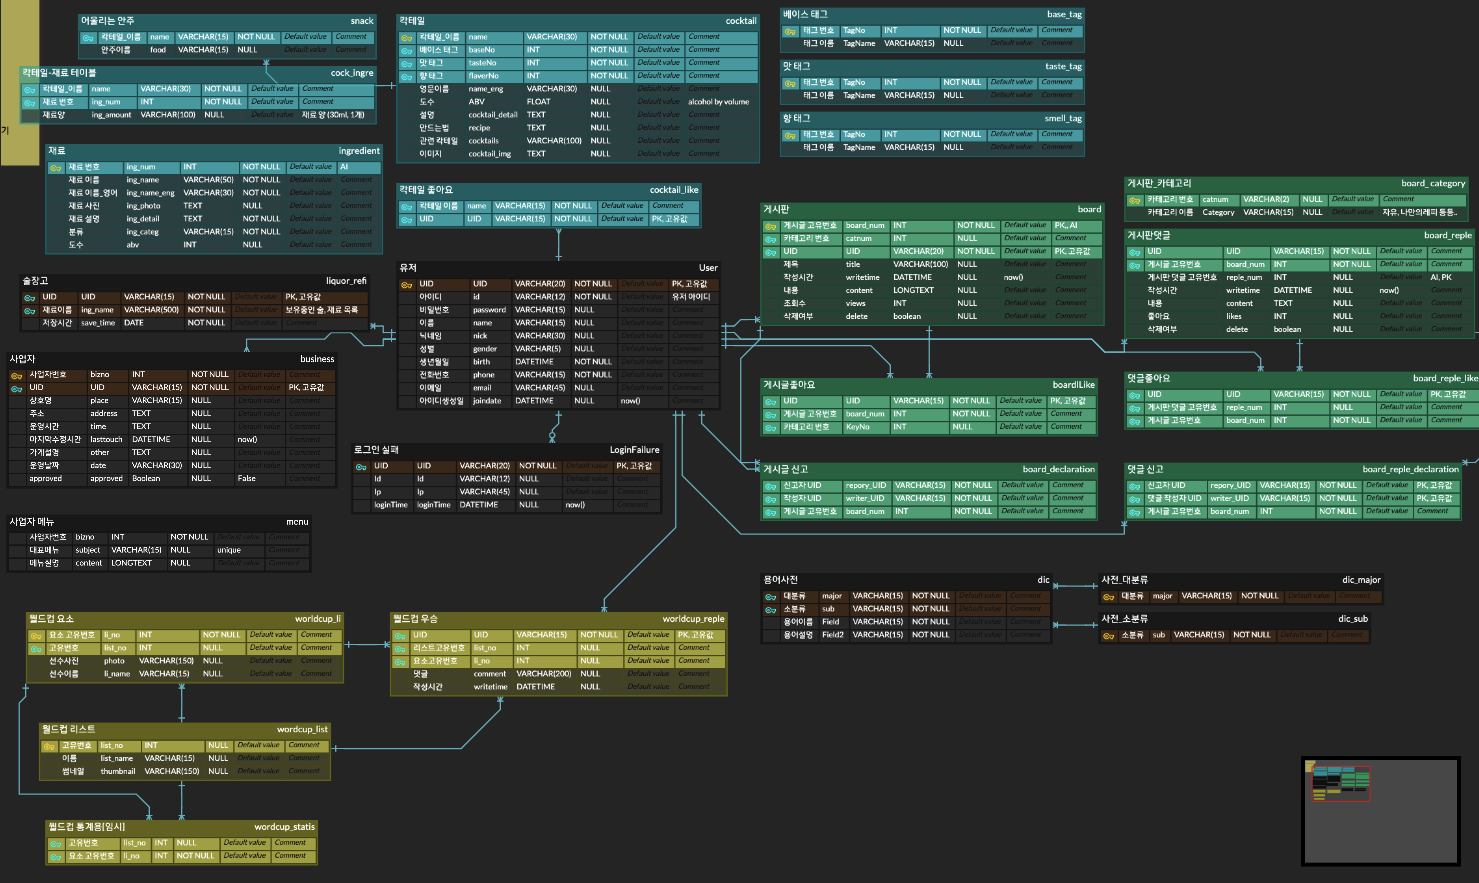 어울리는 안주 snack
칵테일_이름 name VARCHAR(15) NOT NULL Default value Comment
안주이름 food VARCHAR(15) NULL
칵테일-재료 테이블 cock_ingre
칵테일_이름 name VARCHAR(30) NOT NULL Default value Comment
재료 번호 ing_num INT NOT NULL Default value Comment
재료양 ing_amount VARCHAR(100) NULL Default value 재료 양 (30ml, 1개)
기
재료 ingredient
재료 번호 ing_num INT NOT NULL Default value AI
재료 이름 ing_name VARCHAR(50) NOT NULL Default value Comment
재료 이름_영어 ing_name_eng VARCHAR(30) NOT NULL Default value Comment
재료 사진 ing_photo TEXT NULL Default value Comment
재료 설명 ing_detail TEXT NOT NULL Default value Comment
분류 ing_categ VARCHAR(15) NOT NULL Default value Comment
도수 abv INT NULL Default value Comment
칵테일 cocktail
칵테일_이름 name VARCHAR(30) NOT NULL Default value Comment
베이스 태그 baseNo INT NOT NULL Default value Comment
맛 태그 tasteNo INT NOT NULL Default value Comment
향 태그 flaverNo INT NOT NULL Default value Comment
영문이름 name_eng VARCHAR(30) NULL Default value Comment
도수 ABV FLOAT NULL Default value alcohol by volume
설명 cocktail_detail TEXT NULL Default value Comment
만드는법 recipe TEXT NULL Default value Comment
관련 칵테일 cocktails VARCHAR(100) NULL Default value Comment
이미지 cocktail_img TEXT NULL Default value Comment
베이스 태그 base_tag
태그 번호 TagNo INT NOT NULL Default value Comment
태그 이름 TagName VARCHAR(15) NULL Default value Comment
맛 태그 taste_tag
태그 번호 TagNo INT NOT NULL Default value Comment
태그 이름 TagName VARCHAR(15) NULL Default value Comment
향 태그 smell_tag
태그 번호 TagNo INT NOT NULL Default value Comment
태그 이름 TagName VARCHAR(15) NULL Default value Comment
칵테일 좋아요 cocktail_like
칵테일 이름 name VARCHAR(15) NOT NULL Default value Comment
UID UID VARCHAR(15) NOT NULL Default value PK, 고유값
게시판 board
게시글 고유번호 board_num INT NOT NULL Default value PK,, AI
카테고리 번호 catnum INT NULL Default value Comment
UID UID VARCHAR(20) NOT NULL Default value PK, 고유값
제목 title VARCHAR(100) NULL Default value Comment
작성시간 writetime DATETIME NULL now() Comment
내용 content LONGTEXT NULL Default value Comment
조회수 views INT NULL Default value Comment
삭제여부 delete boolean NULL Default value Comment
게시판_카테고리 board_category
카테고리 번호 catnum VARCHAR(2) NULL Default value Comment
카테고리 이름 Category VARCHAR(15) NULL Default value 자유, 나만의레피 등등..
게시판댓글 board_reple
UID UID VARCHAR(15) NOT NULL Default value Comment
게시글 고유번호 board_num INT NOT NULL Default value Comment
게시판 댓글 고유번호 reple_num INT NULL Default value AI, PK
작성시간 writetime DATETIME NULL now() Comment
내용 content TEXT NULL Default value Comment
좋아요 likes INT NULL Default value Comment
삭제여부 delete boolean NULL Default value Comment
유저 User
UID UID VARCHAR(20) NOT NULL Default value PK, 고유값
아이디 id VARCHAR(12) NOT NULL Default value 유저 아이디
비밀번호 password VARCHAR(15) NULL Default value Comment
이름 name VARCHAR(15) NULL Default value Comment
닉네임 nick VARCHAR(30) NULL Default value Comment
성별 gender VARCHAR(5) NULL Default value Comment
생년월일 birth DATETIME NOT NULL Default value Comment
전화번호 phone VARCHAR(15) NOT NULL Default value Comment
이메일 email VARCHAR(45) NULL Default value Comment
아이디생성일 joindate DATETIME NULL now() Comment
술장고 liquor_refi
UID UID VARCHAR(15) NOT NULL Default value PK, 고유값
재료이름 ing_name VARCHAR(500) NOT NULL Default value 보유중인 술,재료 목록
저장시간 save_time DATE NOT NULL Default value Comment
사업자 business
사업자번호 bizno INT NOT NULL Default value Comment
UID UID VARCHAR(15) NOT NULL Default value PK, 고유값
상호명 place VARCHAR(15) NULL Default value Comment
주소 address TEXT NULL Default value Comment
운영시간 time TEXT NULL Default value Comment
마지막수정시간 lasttouch DATETIME NULL now() Comment
가게설명 other TEXT NULL Default value Comment
운영날짜 date VARCHAR(30) NULL Default value Comment
approved approved Boolean NULL False Comment
로그인 실패 LoginFailure
UID UID VARCHAR(20) NOT NULL Default value PK, 고유값
Id Id VARCHAR(12) NULL Default value Comment
Ip Ip VARCHAR(45) NULL Default value Comment
loginTime loginTime DATETIME NULL now() Comment
게시글좋아요 boardlLike
UID UID VARCHAR(15) NOT NULL Default value PK, 고유값
게시글 고유번호 board_num INT NOT NULL Default value Comment
카테고리 번호 KeyNo INT NULL Default value Comment
댓글좋아요 board_reple_like
UID UID VARCHAR(15) NOT NULL Default value PK, 고유값
게시판 댓글 고유번호 reple_num INT NULL Default value Comment
게시글 고유번호 board_num INT NOT NULL Default value Comment
게시글 신고 board_declaration
신고자 UID repory_UID VARCHAR(15) NOT NULL Default value Comment
작성자 UID writer_UID VARCHAR(15) NOT NULL Default value Comment
게시글 고유번호 board_num INT NOT NULL Default value Comment
댓글 신고 board_reple_declaration
신고자 UID repory_UID VARCHAR(15) NOT NULL Default value PK, 고유값
댓글 작성자 UID writer_UID VARCHAR(15) NOT NULL Default value PK, 고유값
게시글 고유번호 board_num INT NOT NULL Default value Comment
사업자 메뉴 menu
사업자번호 bizno INT NOT NULL Default value Comment
대표메뉴 subject VARCHAR(15) NULL unique Comment
메뉴설명 content LONGTEXT NULL Default value Comment
용어사전 dic
대분류 major VARCHAR(15) NOT NULL Default value Comment
소분류 sub VARCHAR(15) NOT NULL Default value Comment
용어이름 Field VARCHAR(15) NULL Default value Comment
용어설명 Field2 VARCHAR(15) NULL Default value Comment
사전_대분류 dic_major
대분류 major VARCHAR(15) NOT NULL Default value Comment
사전_소분류 dic_sub
소분류 sub VARCHAR(15) NOT NULL Default value Comment
월드컵 요소 worldcup_li
요소 고유번호 li_no INT NOT NULL Default value Comment
고유번호 list_no INT NULL Default value Comment
선수사진 photo VARCHAR(150) NULL Default value Comment
선수이름 li_name VARCHAR(15) NULL Default value Comment
월드컵 우승 worldcup_reple
UID UID VARCHAR(15) NOT NULL Default value PK, 고유값
리스트고유번호 list_no INT NULL Default value Comment
요소고유번호 li_no INT NULL Default value Comment
댓글 comment VARCHAR(200) NULL Default value Comment
작성시간 writetime DATETIME NULL Default value Comment
월드컵 리스트 wordcup_list
고유번호 list_no INT NULL Default value Comment
이름 list_name VARCHAR(15) NULL Default value Comment
썸네일 thumbnail VARCHAR(150) NULL Default value Comment
월드컵 통계용[임시] wordcup_statis
고유번호 list_no INT NULL Default value Comment
요소 고유번호 li_no INT NOT NULL Default value Comment